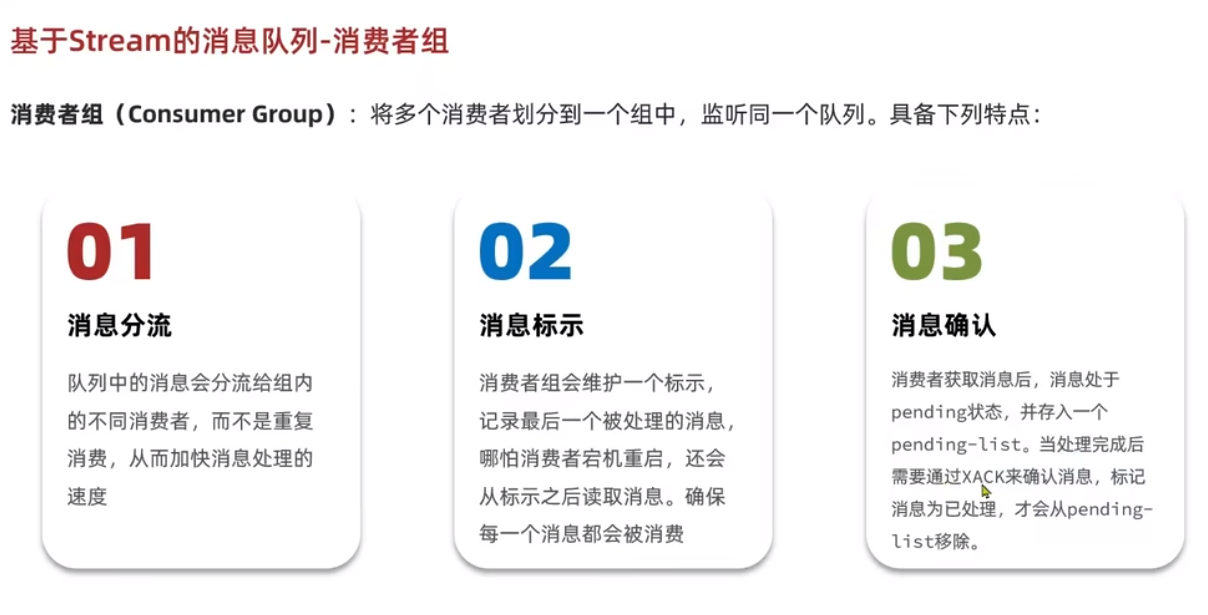 基于Stream的消息队列-消费者组
消费者组（Consumer Group）：将多个消费者划分到一个组中，监听同一个队列。具备下列特点：
01
消息分流
队列中的消息会分流给组内
的不同消费者，而不是重复
消费，从而加快消息处理的
速度
02
消息标示
消费者组会维护一个标示，
记录最后一个被处理的消息，
哪怕消费者宕机重启，还会
从标示之后读取消息。确保
每一个消息都会被消费
03
消息确认
消费者获取消息后，消息处于
pending状态，并存入一个
pending-list。当处理完成后
需要通过XACK来确认消息，标记
消息为已处理，才会从pending-
list移除。